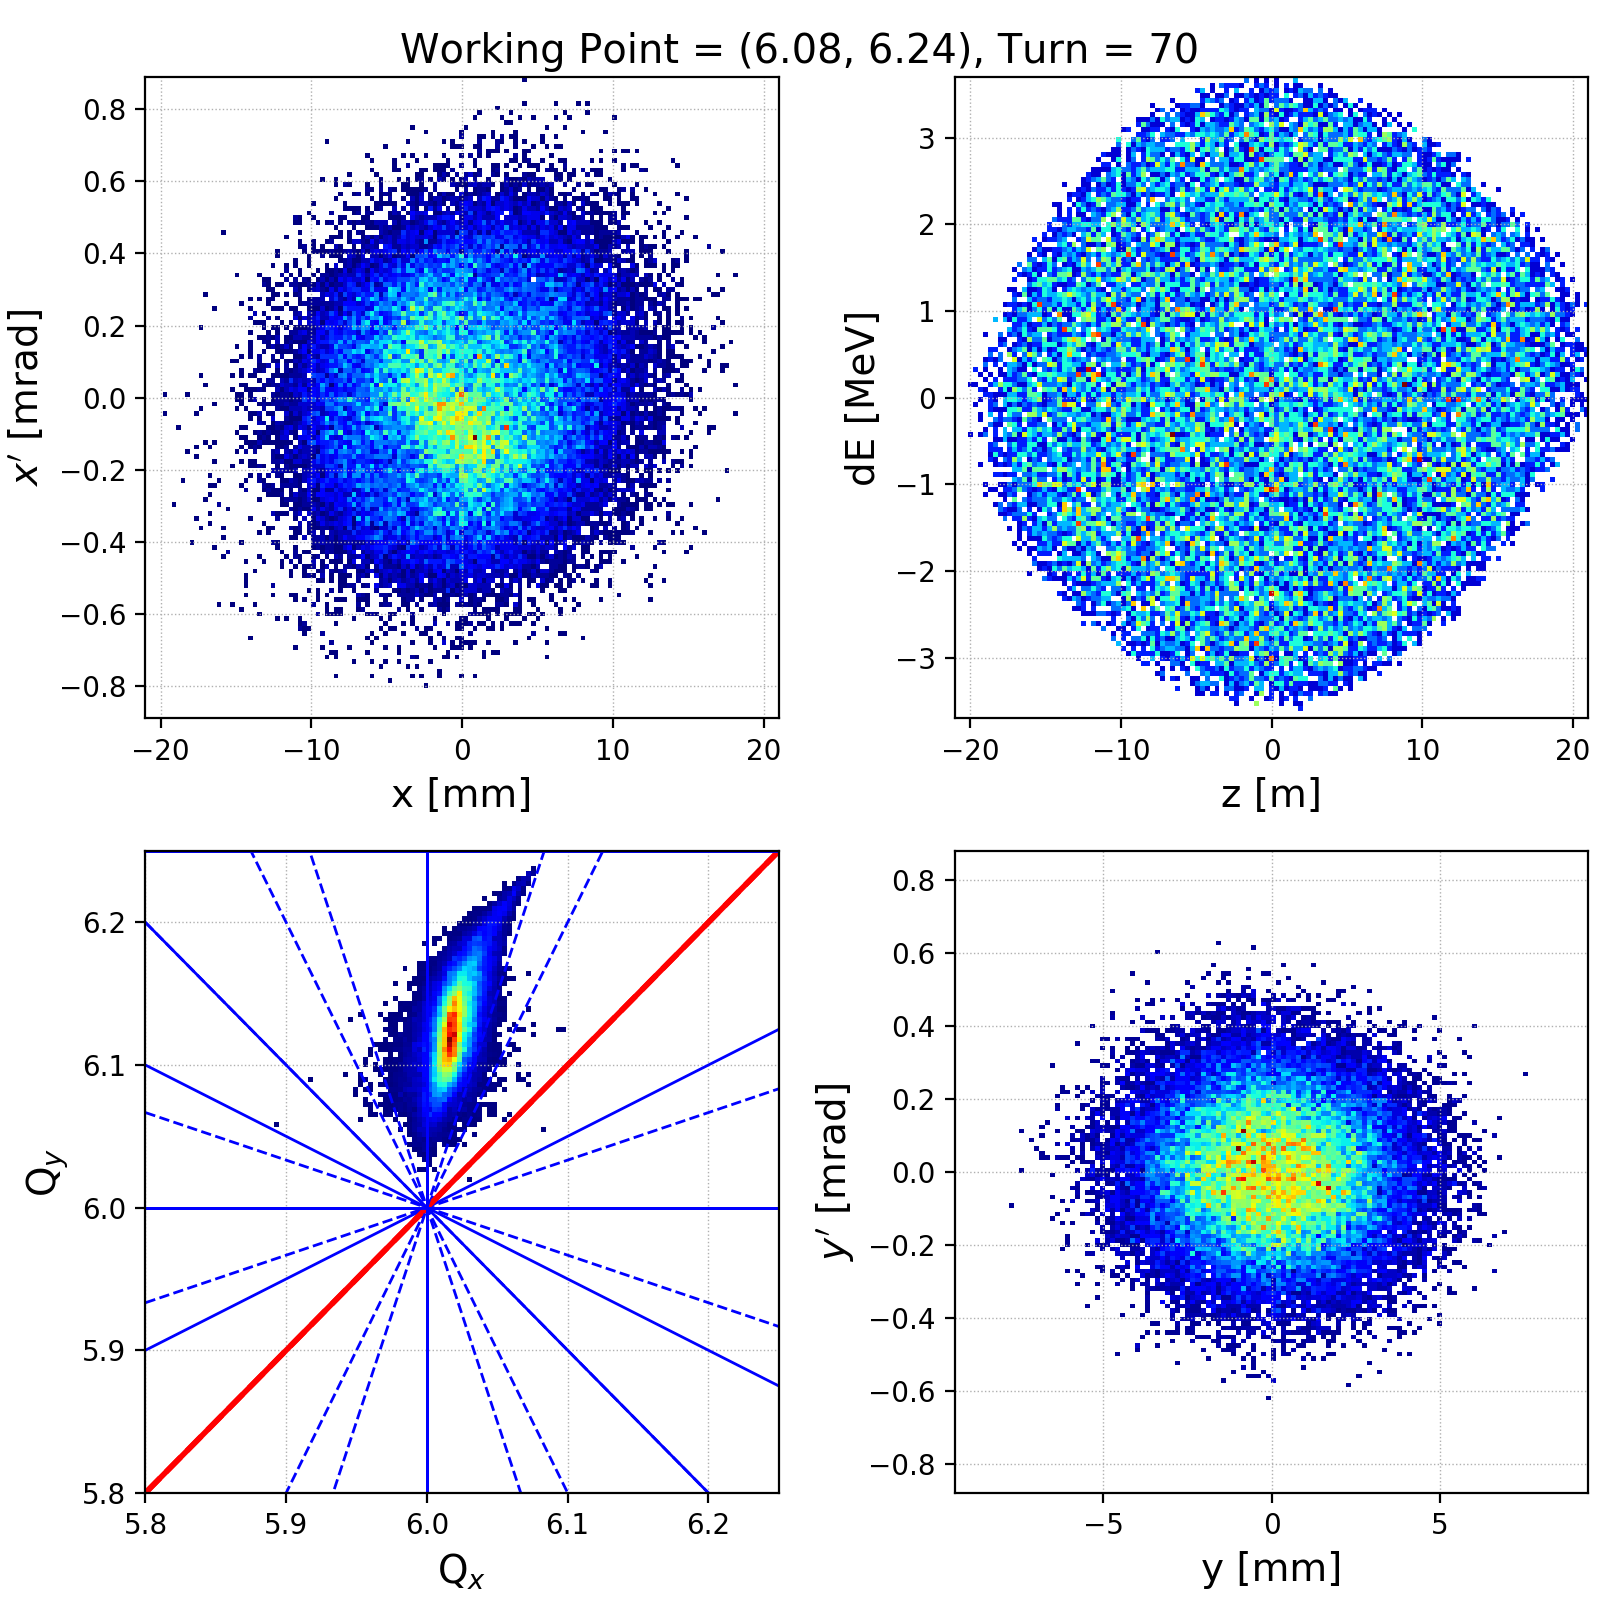 Working Point = (6.08, 6.24), Turn = 70
0.8
0.6
0.4
0.2
0.0
−0.2
−0.4
−0.6
−0.8
−20 −10 0 10 20
x [mm]
x′ [mrad]
3
2
1
0
−1
−2
−3
−20 −10 0 10 20
z [m]
dE [MeV]
6.2
6.1
6.0
5.9
5.8
5.8 5.9 6.0 6.1 6.2
Qx
Qy
0.8
0.6
0.4
0.2
0.0
−0.2
−0.4
−0.6
−0.8
−5 0 5
y [mm]
y′ [mrad]